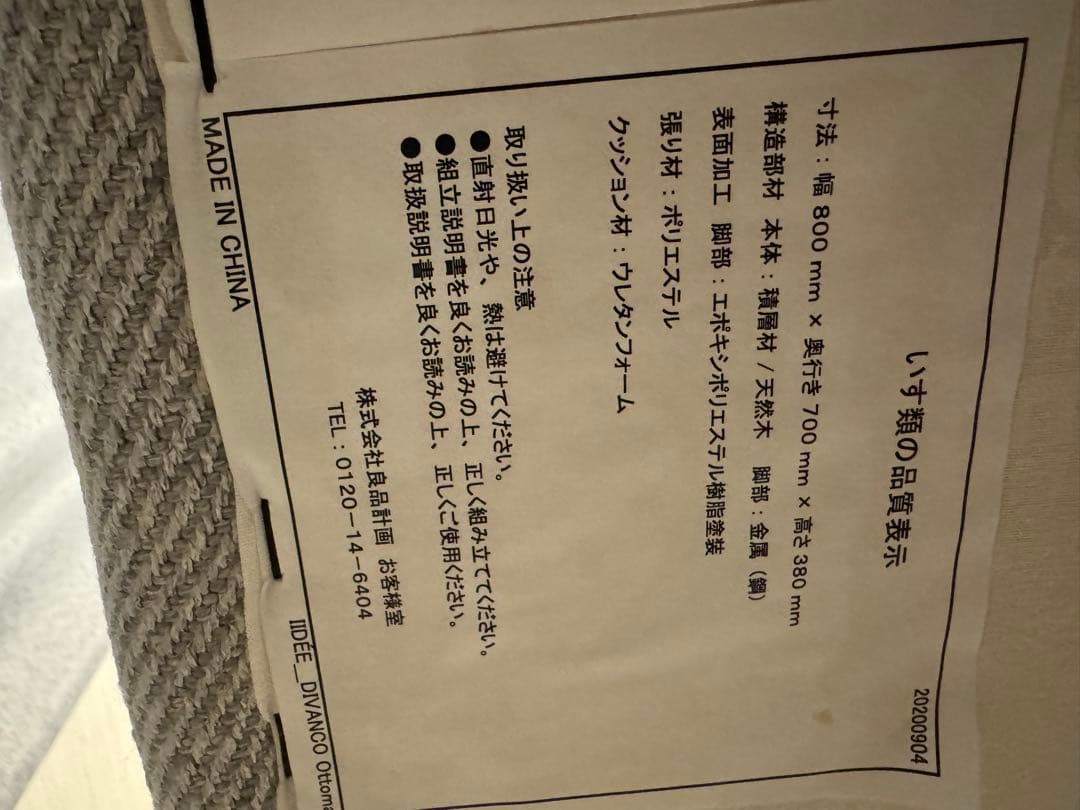 いす類の品質表示
20200904
寸法：幅 800 mm × 奥行き 700 mm × 高さ 380 mm
構造部材　本体：積層材 / 天然木　脚部：金属（鋼）
表面加工　脚部：エポキシポリエステル樹脂塗装
張り材：ポリエステル
クッション材：ウレタンフォーム
取り扱い上の注意
●直射日光や、熱は避けてください。
●組立説明書を良くお読みの上、正しく組み立ててください。
●取扱説明書を良くお読みの上、正しくご使用ください。
株式会社良品計画　お客様室
TEL：0120-14-6404
MADE IN CHINA
IIDÉE_DIVANCO Ottoma